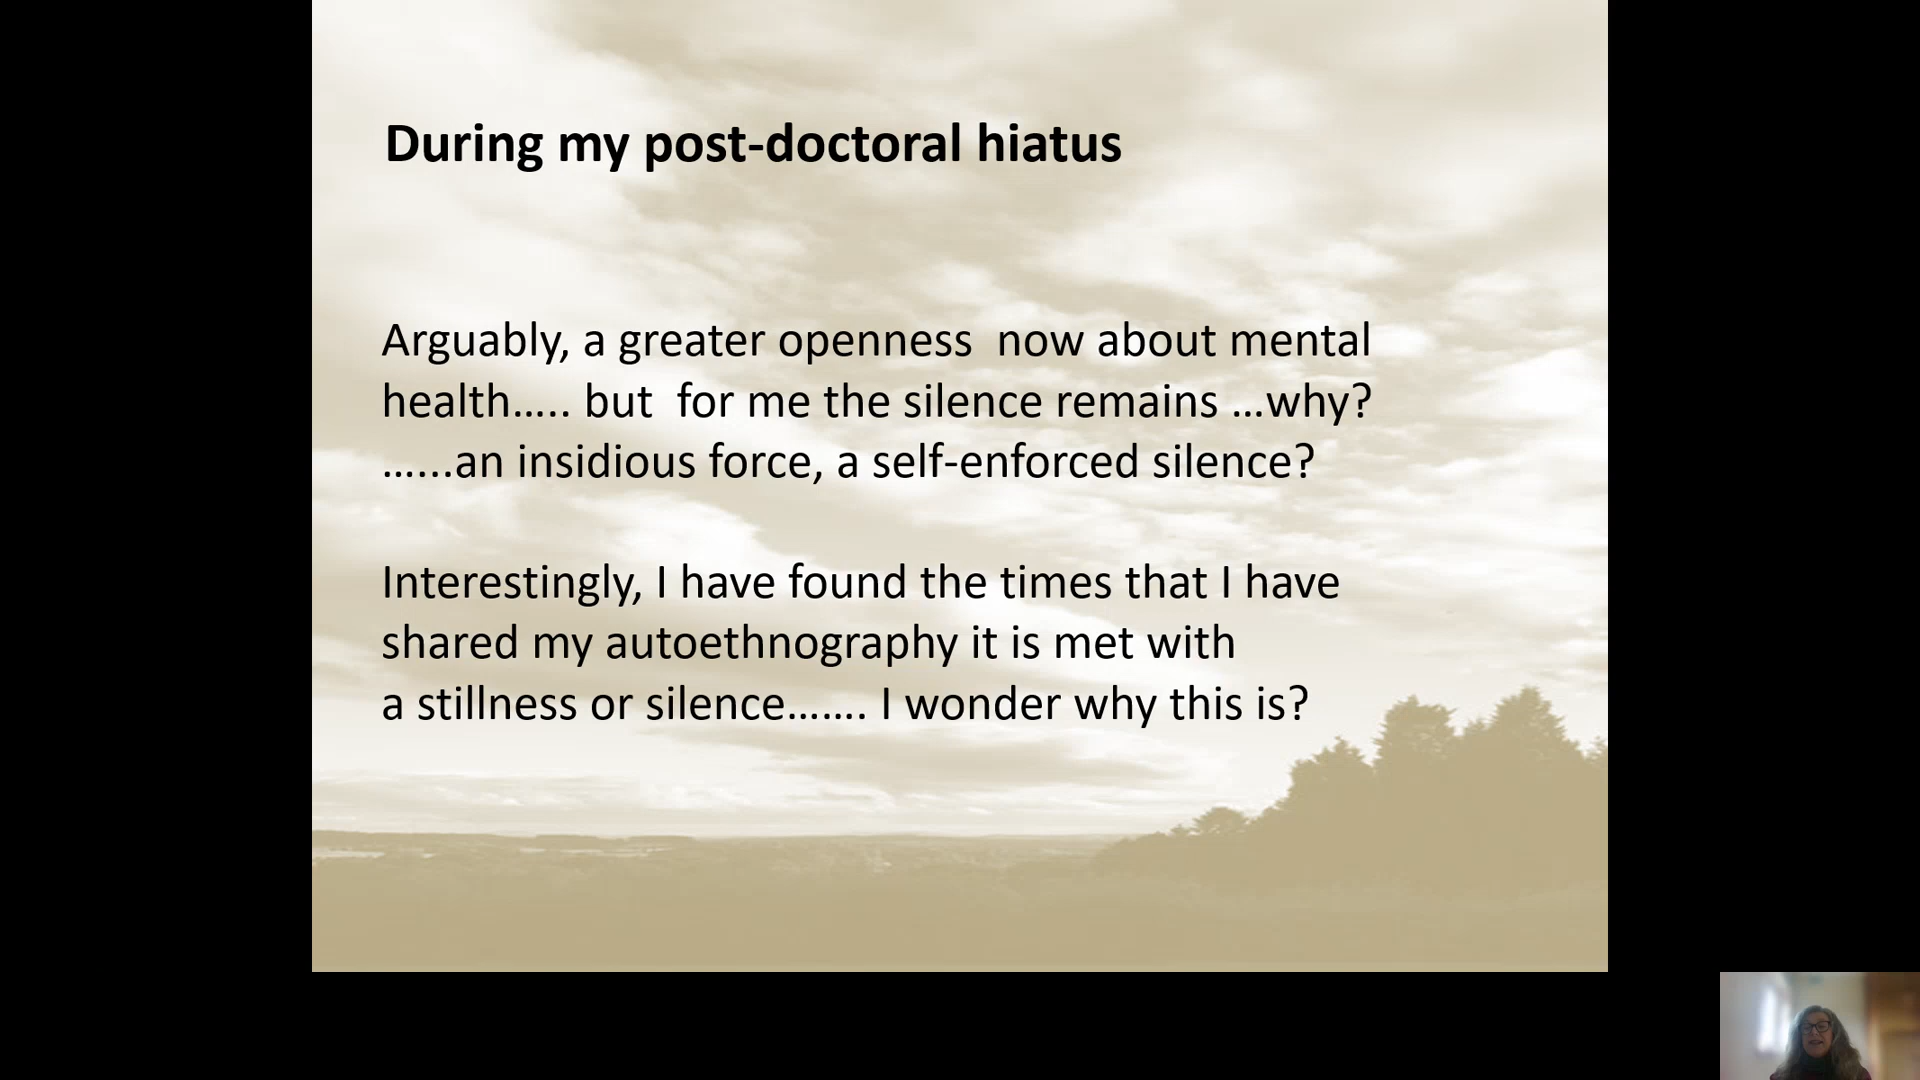 During my post-doctoral hiatus
Arguably, a greater openness  now about mental
health….. but  for me the silence remains …why?
…...an insidious force, a self-enforced silence?
Interestingly, I have found the times that I have
shared my autoethnography it is met with
a stillness or silence……. I wonder why this is?